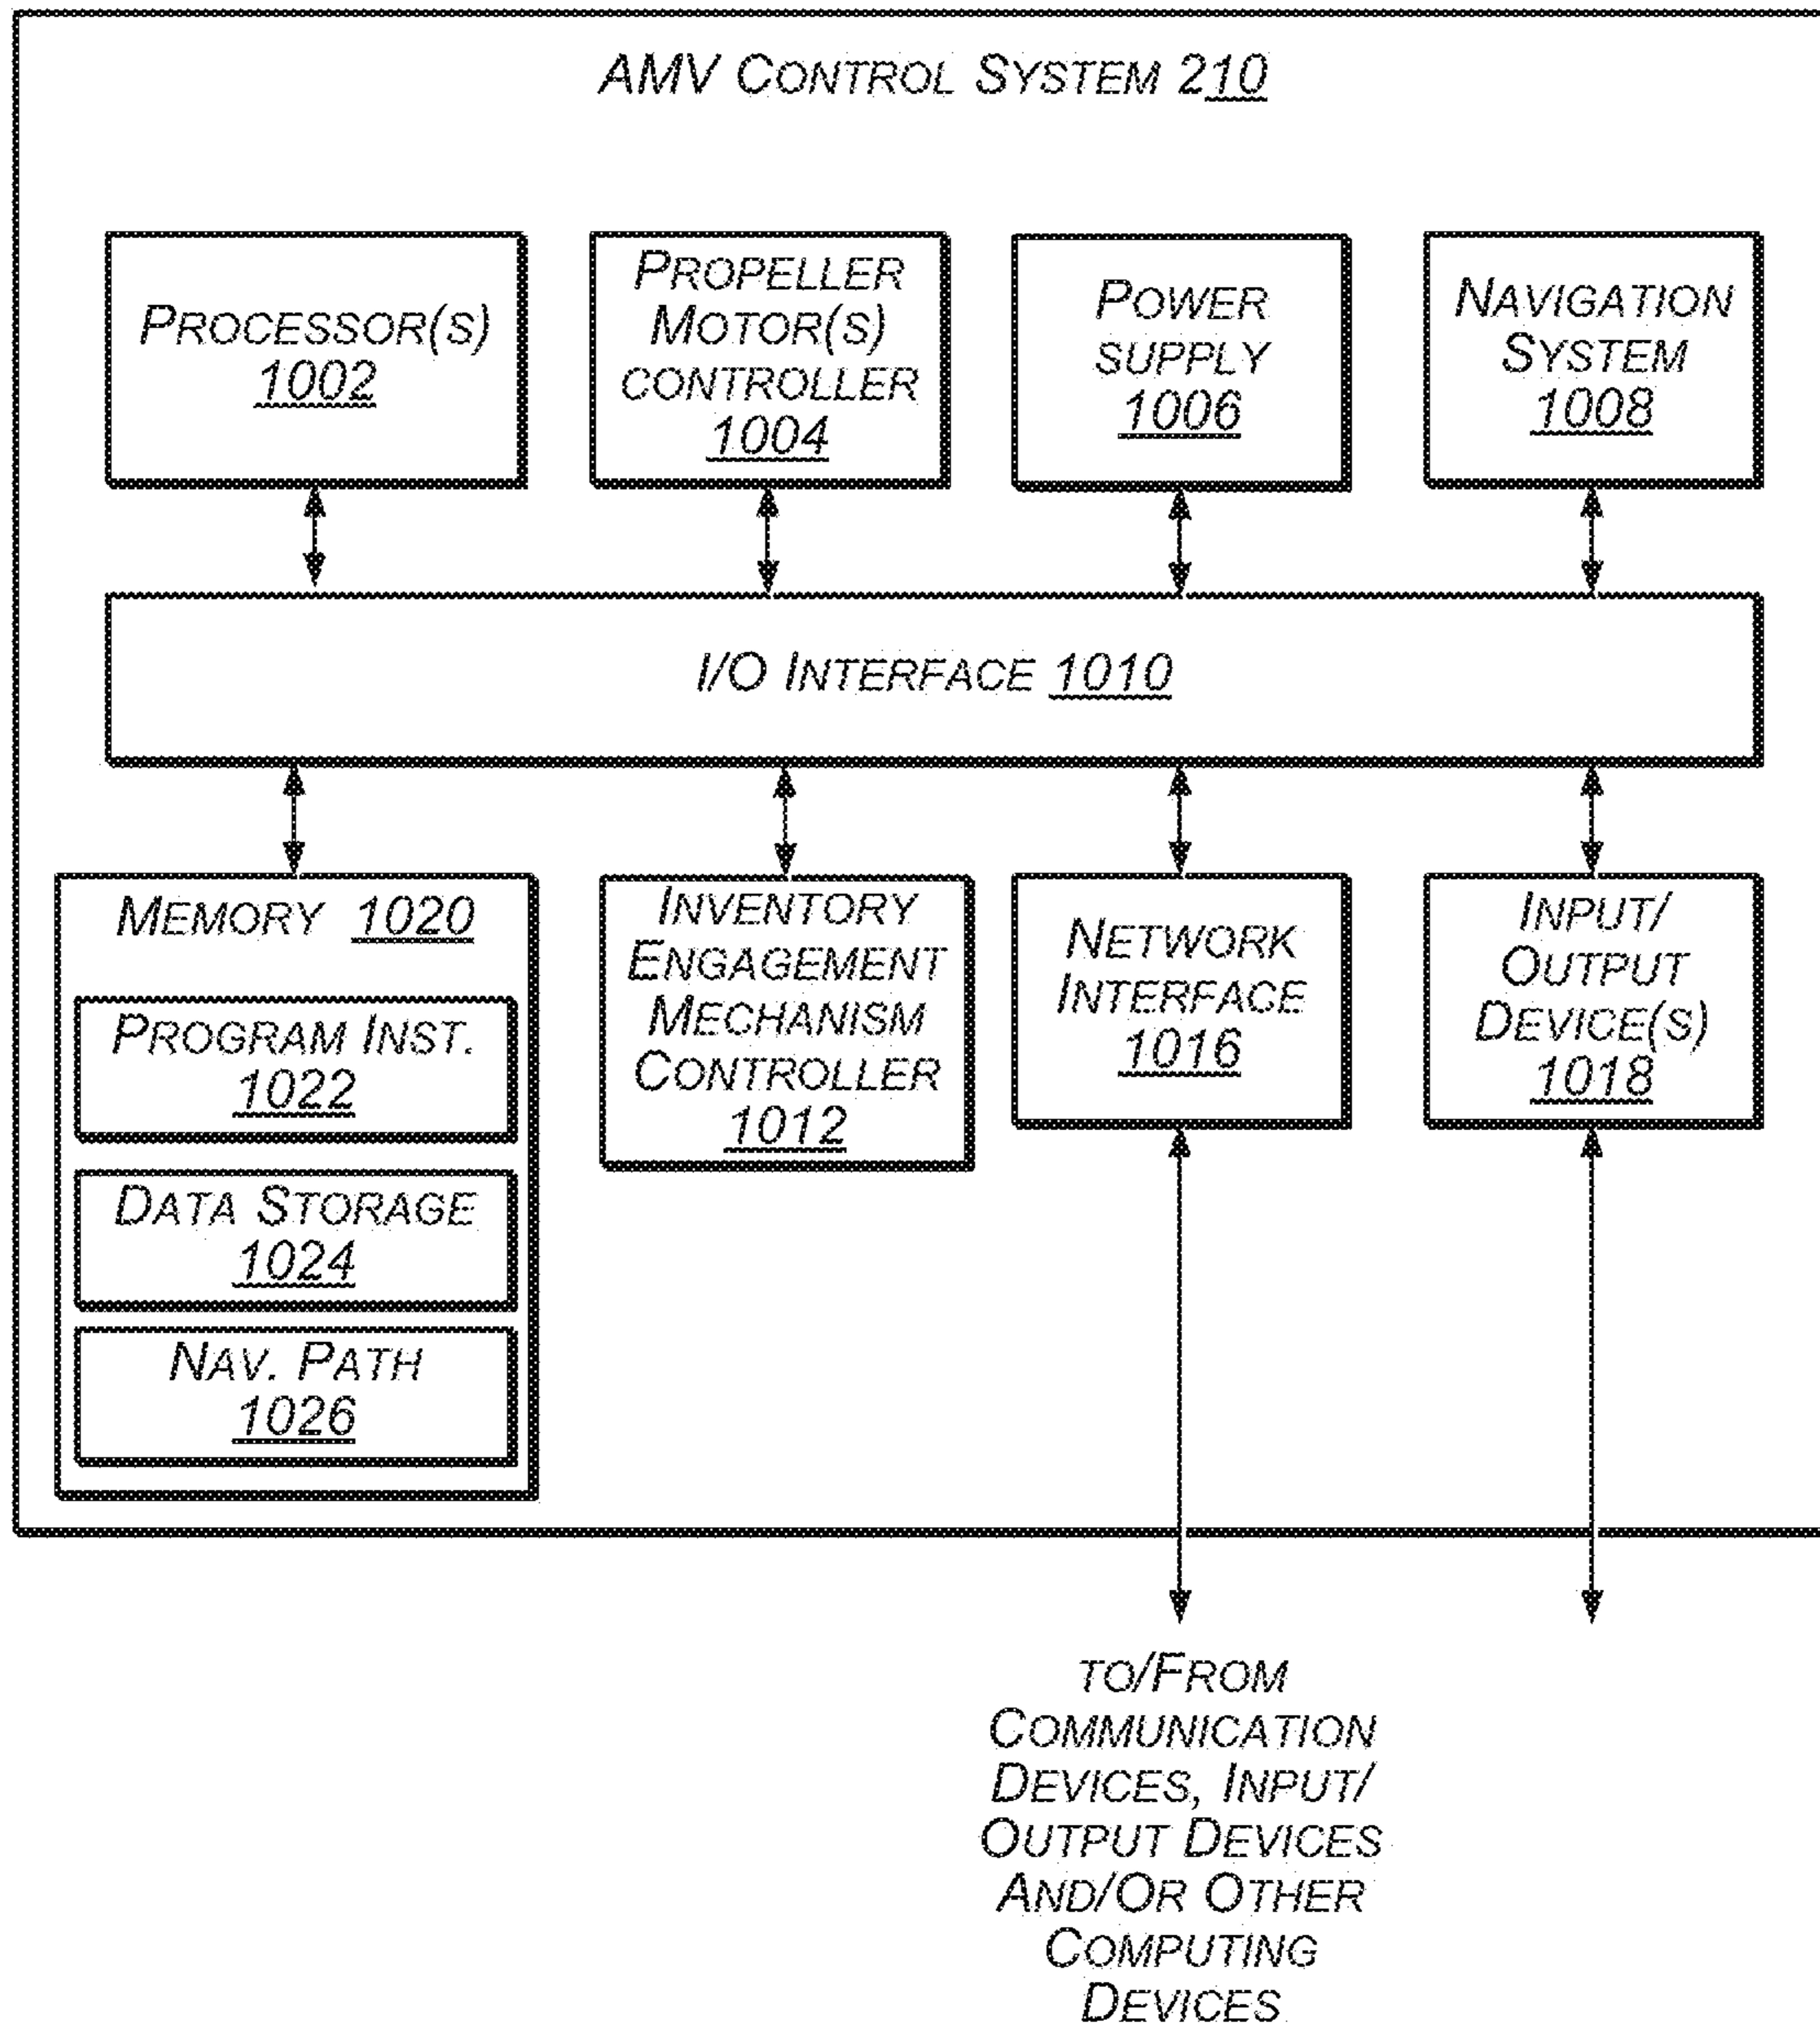 AMV CONTROL SYSTEM 210
PROCESSOR(S)
1002
PROPELLER
MOTOR(S)
CONTROLLER
1004
POWER
SUPPLY
1006
NAVIGATION
SYSTEM
1008
I/O INTERFACE 1010
MEMORY 1020
PROGRAM INST.
1022
DATA STORAGE
1024
NAV. PATH
1026
INVENTORY
ENGAGEMENT
MECHANISM
CONTROLLER
1012
NETWORK
INTERFACE
1016
INPUT/
OUTPUT
DEVICE(S)
1018
TO/FROM
COMMUNICATION
DEVICES, INPUT/
OUTPUT DEVICES
AND/OR OTHER
COMPUTING
DEVICES